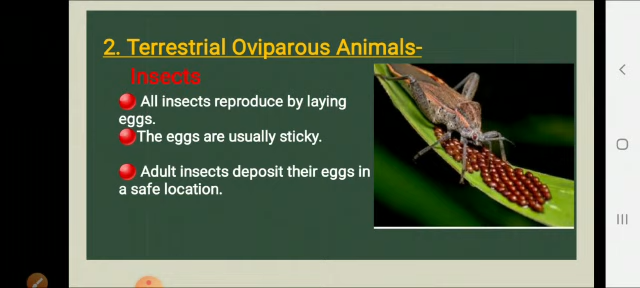 2. Terrestrial Oviparous Animals-
Insects
All insects reproduce by laying
eggs.
The eggs are usually sticky.
Adult insects deposit their eggs in
a safe location.